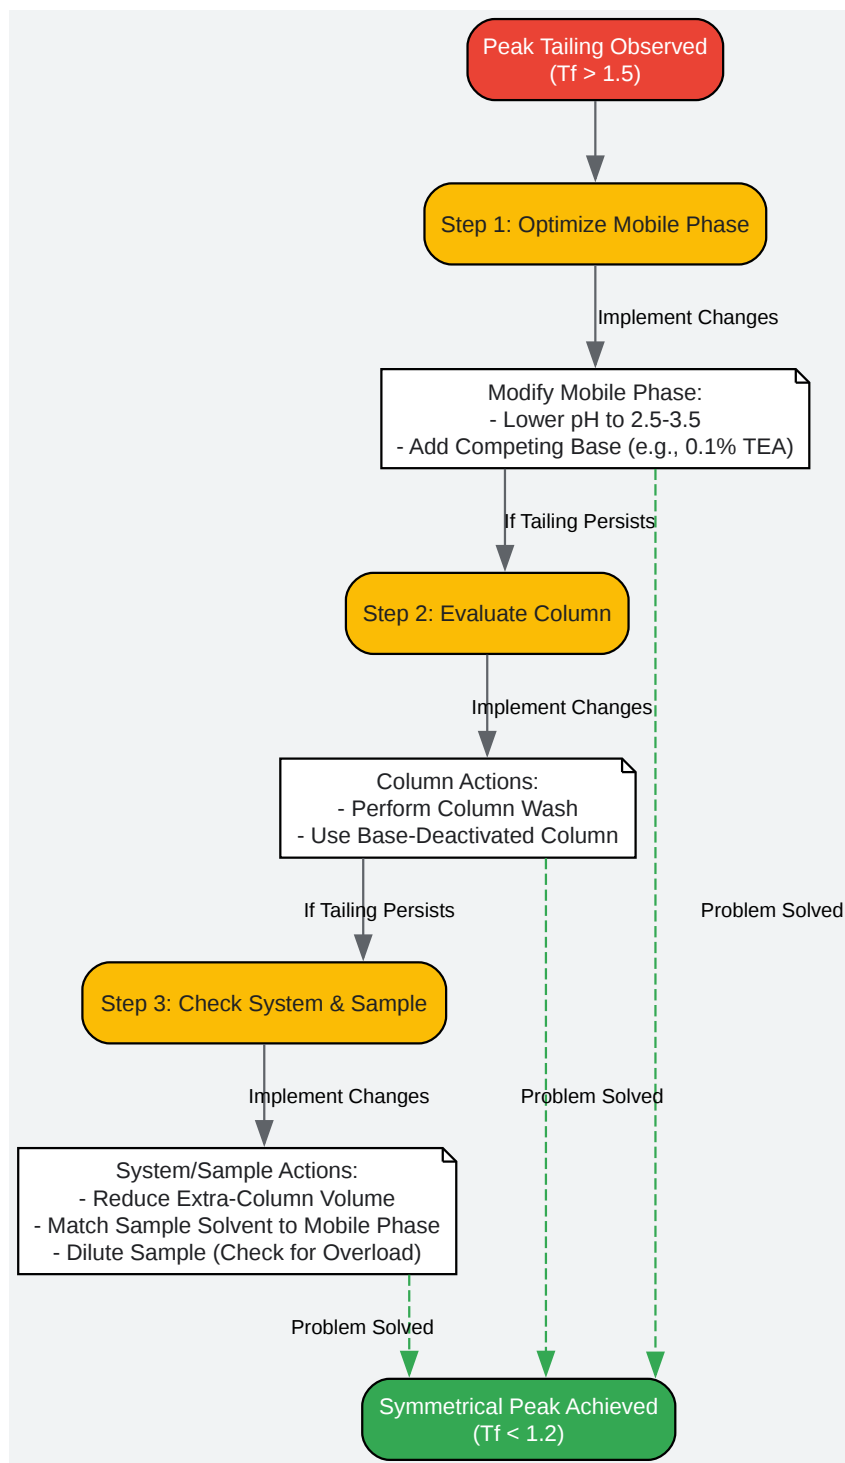 Peak Tailing Observed
(Tf > 1.5)
Step 1: Optimize Mobile Phase
Implement Changes
Modify Mobile Phase:
- Lower pH to 2.5-3.5
- Add Competing Base (e.g., 0.1% TEA)
If Tailing Persists
Step 2: Evaluate Column
Implement Changes
Column Actions:
- Perform Column Wash
- Use Base-Deactivated Column
If Tailing Persists
Problem Solved
Step 3: Check System & Sample
Implement Changes
Problem Solved
System/Sample Actions:
- Reduce Extra-Column Volume
- Match Sample Solvent to Mobile Phase
- Dilute Sample (Check for Overload)
Problem Solved
Symmetrical Peak Achieved
(Tf < 1.2)